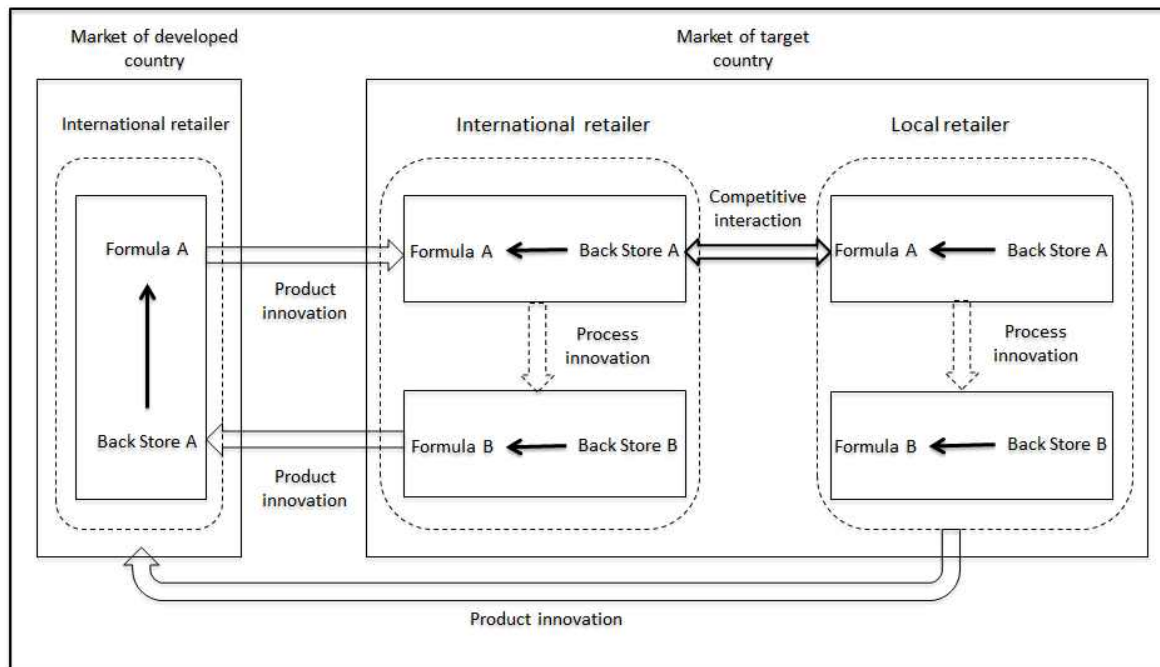 Market of developed
country
Market of target
country
International retailer
International retailer
Local retailer
Formula A
Back Store A
Product
innovation
Product
innovation
Formula A
Back Store A
Process
innovation
Formula B
Back Store B
Competitive
interaction
Formula A
Back Store A
Process
innovation
Formula B
Back Store B
Product innovation